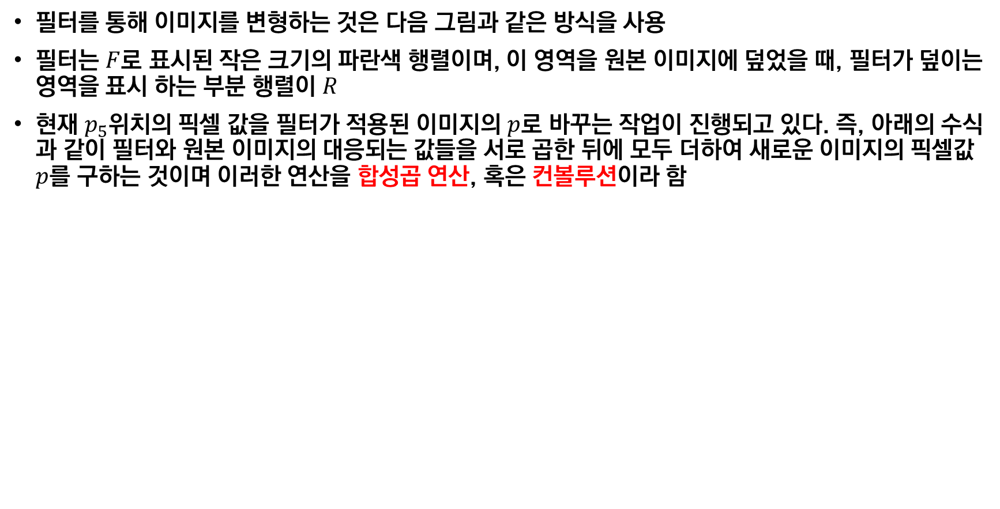 • 필터를 통해 이미지를 변형하는 것은 다음 그림과 같은 방식을 사용
• 필터는 F로 표시된 작은 크기의 파란색 행렬이며, 이 영역을 원본 이미지에 덮었을 때, 필터가 덮이는
영역을 표시 하는 부분 행렬이 R
• 현재 p₅위치의 픽셀 값을 필터가 적용된 이미지의 p로 바꾸는 작업이 진행되고 있다. 즉, 아래의 수식
과 같이 필터와 원본 이미지의 대응되는 값들을 서로 곱한 뒤에 모두 더하여 새로운 이미지의 픽셀값
p를 구하는 것이며 이러한 연산을 합성곱 연산, 혹은 컨볼루션이라 함